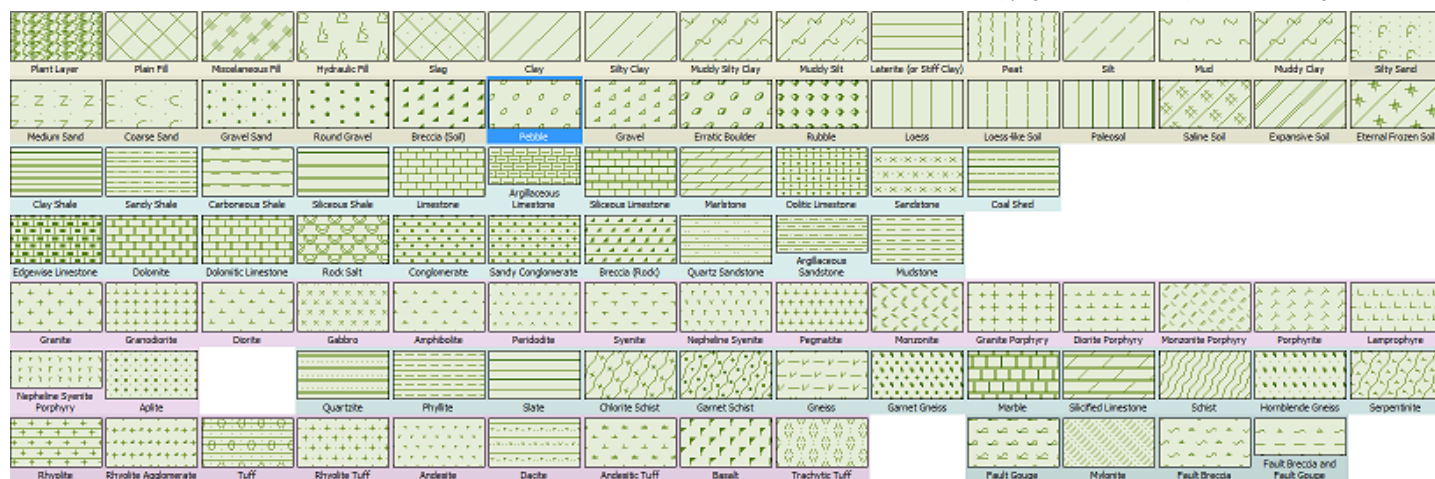 Plant Layer Plain Fill Miscelaneous Fill Hydraulic Fill Slag Clay Silty Clay Muddy Silty Clay Muddy Silt Laterite (or Stiff Clay) Peat Silt Mud Muddy Clay Silty Sand
Medium Sand Coarse Sand Gravel Sand Round Gravel Breccia (Soil) Pebble Gravel Erratic Boulder Rubble Loess Loess-like Soil Paleosol Saline Soil Expansive Soil Eternal Frozen Soil
Clay Shale Sandy Shale Carboneous Shale Siliceous Shale Limestone Argillaceous Limestone Siliceous Limestone Marlstone Oolitic Limestone Sandstone Coal Shed
Edgewise Limestone Dolomite Dolomitic Limestone Rock Salt Conglomerate Sandy Conglomerate Breccia (Rock) Quartz Sandstone Argillaceous Sandstone Mudstone
Granite Granodiorite Diorite Gabbro Amphibolite Peridodite Syenite Nepheline Syenite Pegmatite Monzonite Granite Porphyry Diorite Porphyry Monzonite Porphyry Porphyrite Lamprophyre
Nepheline Syenite Porphyry Aplite Quartzite Phyllite Slate Chlorite Schist Garnet Schist Gneiss Garnet Gneiss Marble Silicified Limestone Schist Hornblende Gneiss Serpentinite
Rhyolite Rhyolite Agglomerate Tuff Rhyolite Tuff Andesite Dacite Andesitic Tuff Basalt Trachytic Tuff Fault Gouge Mylonite Fault Breccia Fault Breccia and Fault Gouge